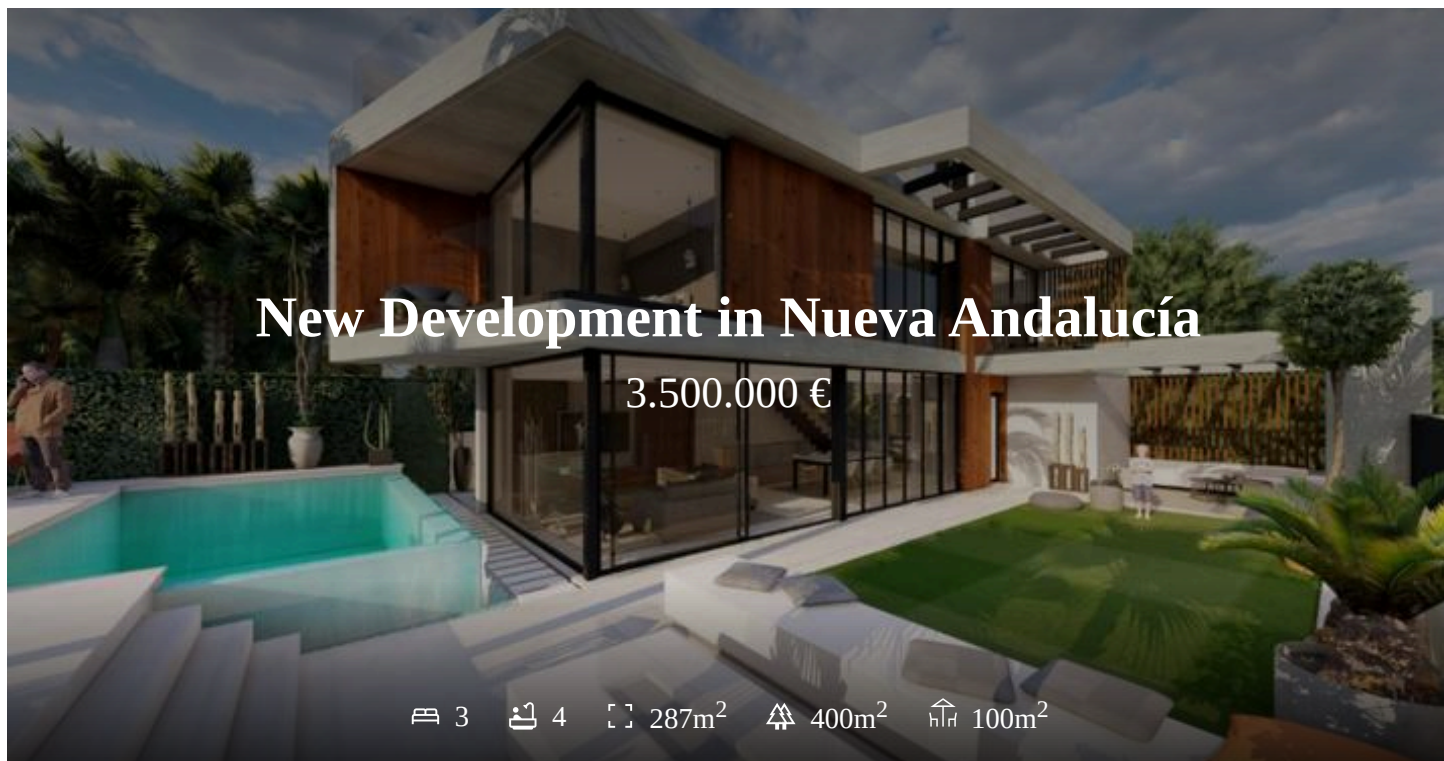 New Development in Nueva Andalucía
3.500.000 €
3 4 287m² 400m² 100m²